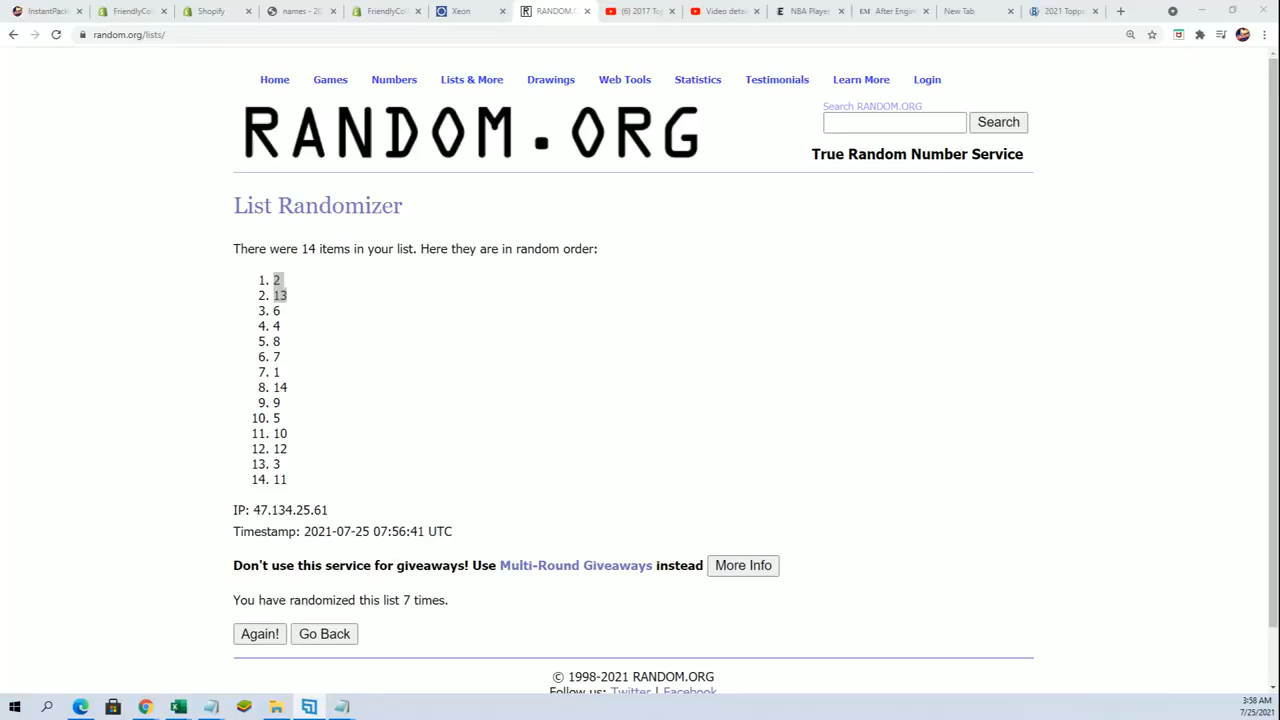 InstantPack
FriendlyCo
Shopify
names - 20
FriendlyCo
Xeon
RANDOM.O
(6) 2017 To
Video detai
NBA Player
After Engin
New Tab
2021 Topps
random.org/lists/
Home Games Numbers Lists & More Drawings Web Tools Statistics Testimonials Learn More Login
RANDOM.ORG
Search RANDOM.ORG
Search
True Random Number Service
List Randomizer
There were 14 items in your list. Here they are in random order:
1. 2
2. 13
3. 6
4. 4
5. 8
6. 7
7. 1
8. 14
9. 9
10. 5
11. 10
12. 12
13. 3
14. 11
IP: 47.134.25.61
Timestamp: 2021-07-25 07:56:41 UTC
Don't use this service for giveaways! Use Multi-Round Giveaways instead More Info
You have randomized this list 7 times.
Again! Go Back
© 1998-2021 RANDOM.ORG
Follow us: Twitter | Facebook
3:58 AM
7/25/2021